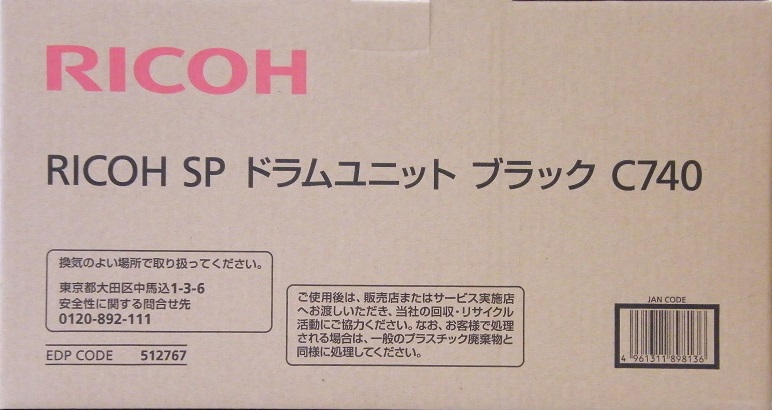 RICOH
RICOH SP ドラムユニット ブラック C740
換気のよい場所で取り扱ってください。
東京都大田区中馬込1-3-6
安全性に関する問合せ先
0120-892-111
EDP CODE 512767
ご使用後は、販売店またはサービス実施店
へお渡しいただき、当社の回収・リサイクル
活動にご協力ください。なお、お客様で処理
される場合は、一般のプラスチック廃棄物と
同様に処理してください。
JAN CODE
4 961311 898136